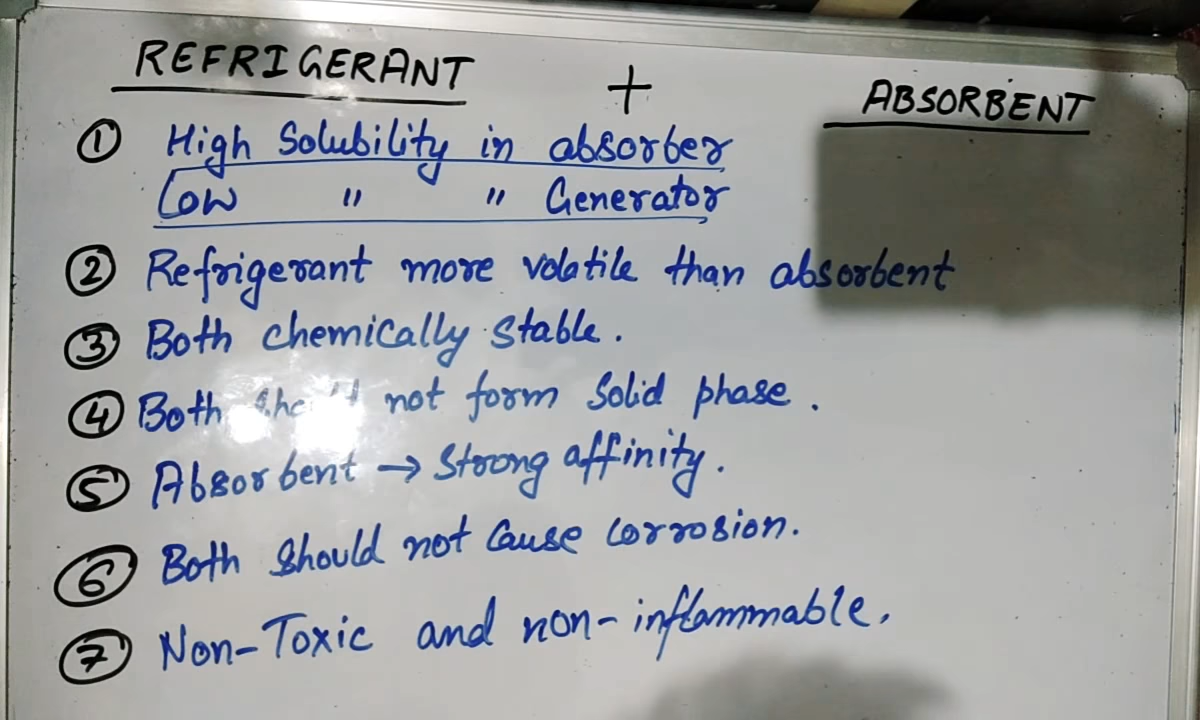 REFRIGERANT + ABSORBENT
① High Solubility in absorber
Low " " Generator
② Refrigerant more volatile than absorbent
③ Both chemically stable.
④ Both should not form Solid phase.
⑤ Absorbent → Strong affinity.
⑥ Both Should not Cause Corrosion.
⑦ Non-Toxic and non-inflammable.